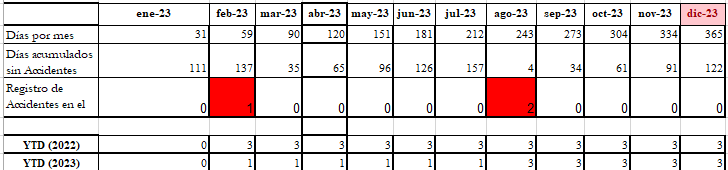 ene-23 feb-23 mar-23 abr-23 may-23 jun-23 jul-23 ago-23 sep-23 oct-23 nov-23 dic-23
Días por mes 31 59 90 120 151 181 212 243 273 304 334 365
Días acumulados
sin Accidentes 111 137 35 65 96 126 157 4 34 61 91 122
Registro de
Accidentes en el 0 1 0 0 0 0 0 2 0 0 0 0
YTD (2022) 0 3 3 3 3 3 3 3 3 3 3 3
YTD (2023) 0 1 1 1 1 1 1 3 3 3 3 3